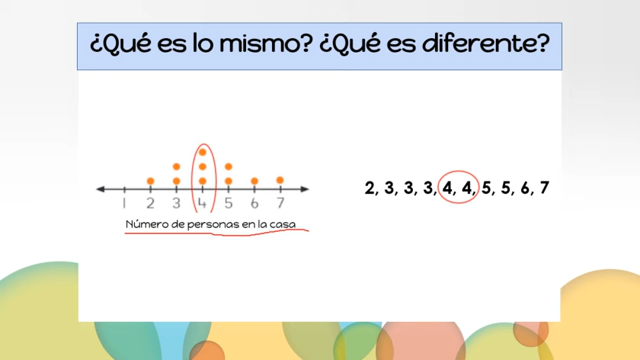 ¿Qué es lo mismo? ¿Qué es diferente?
1 2 3 4 5 6 7
Número de personas en la casa
2, 3, 3, 3, 4, 4, 5, 5, 6, 7